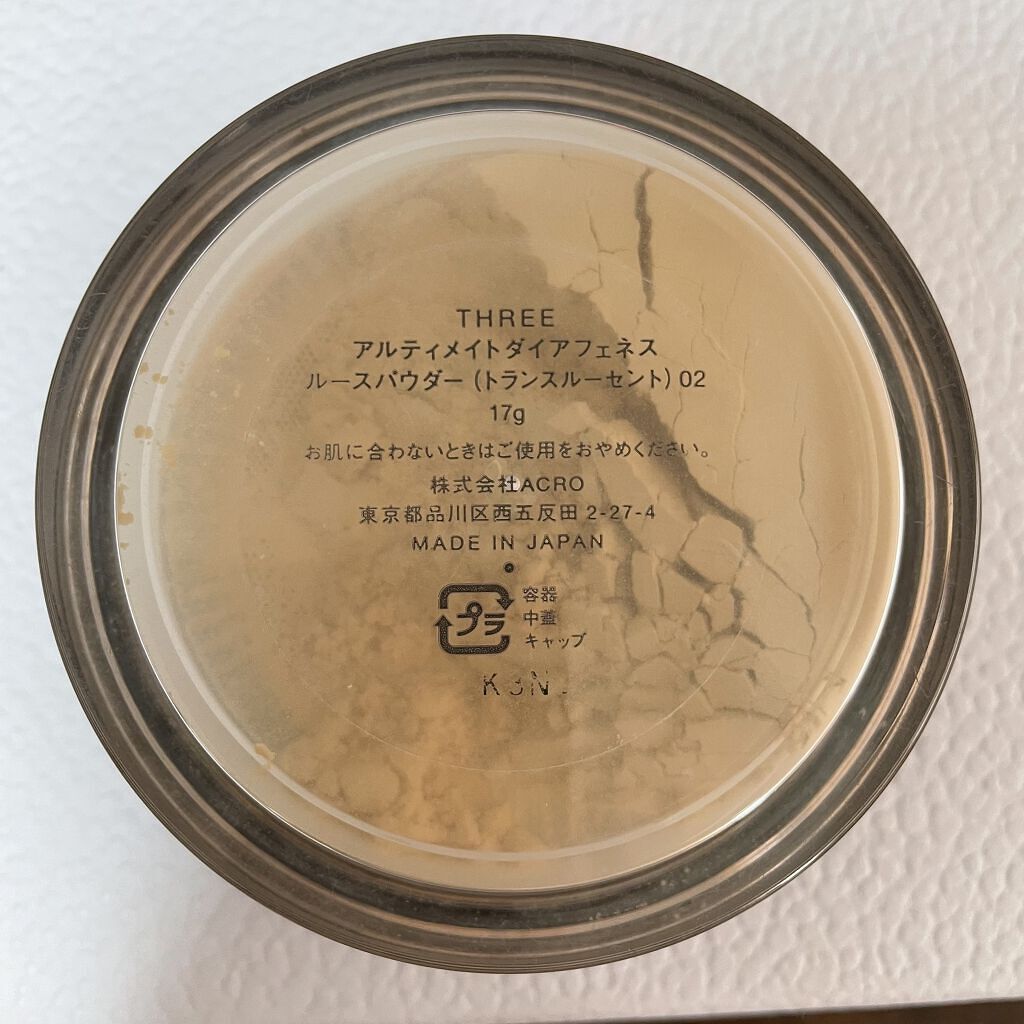 THREE
アルティメイトダイアフェネス
ルースパウダー (トランスルーセント) 02
17g
お肌に合わないときはご使用をおやめください。
株式会社ACRO
東京都品川区西五反田 2-27-4
MADE IN JAPAN
プラ
容器
中蓋
キャップ